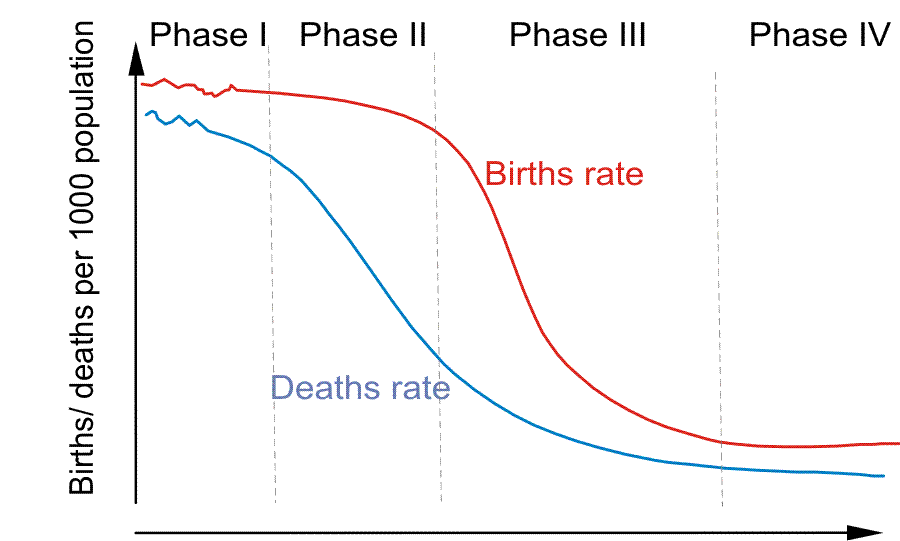 Phase I
Phase II
Phase III
Phase IV
Births/ deaths per 1000 population
Births rate
Deaths rate